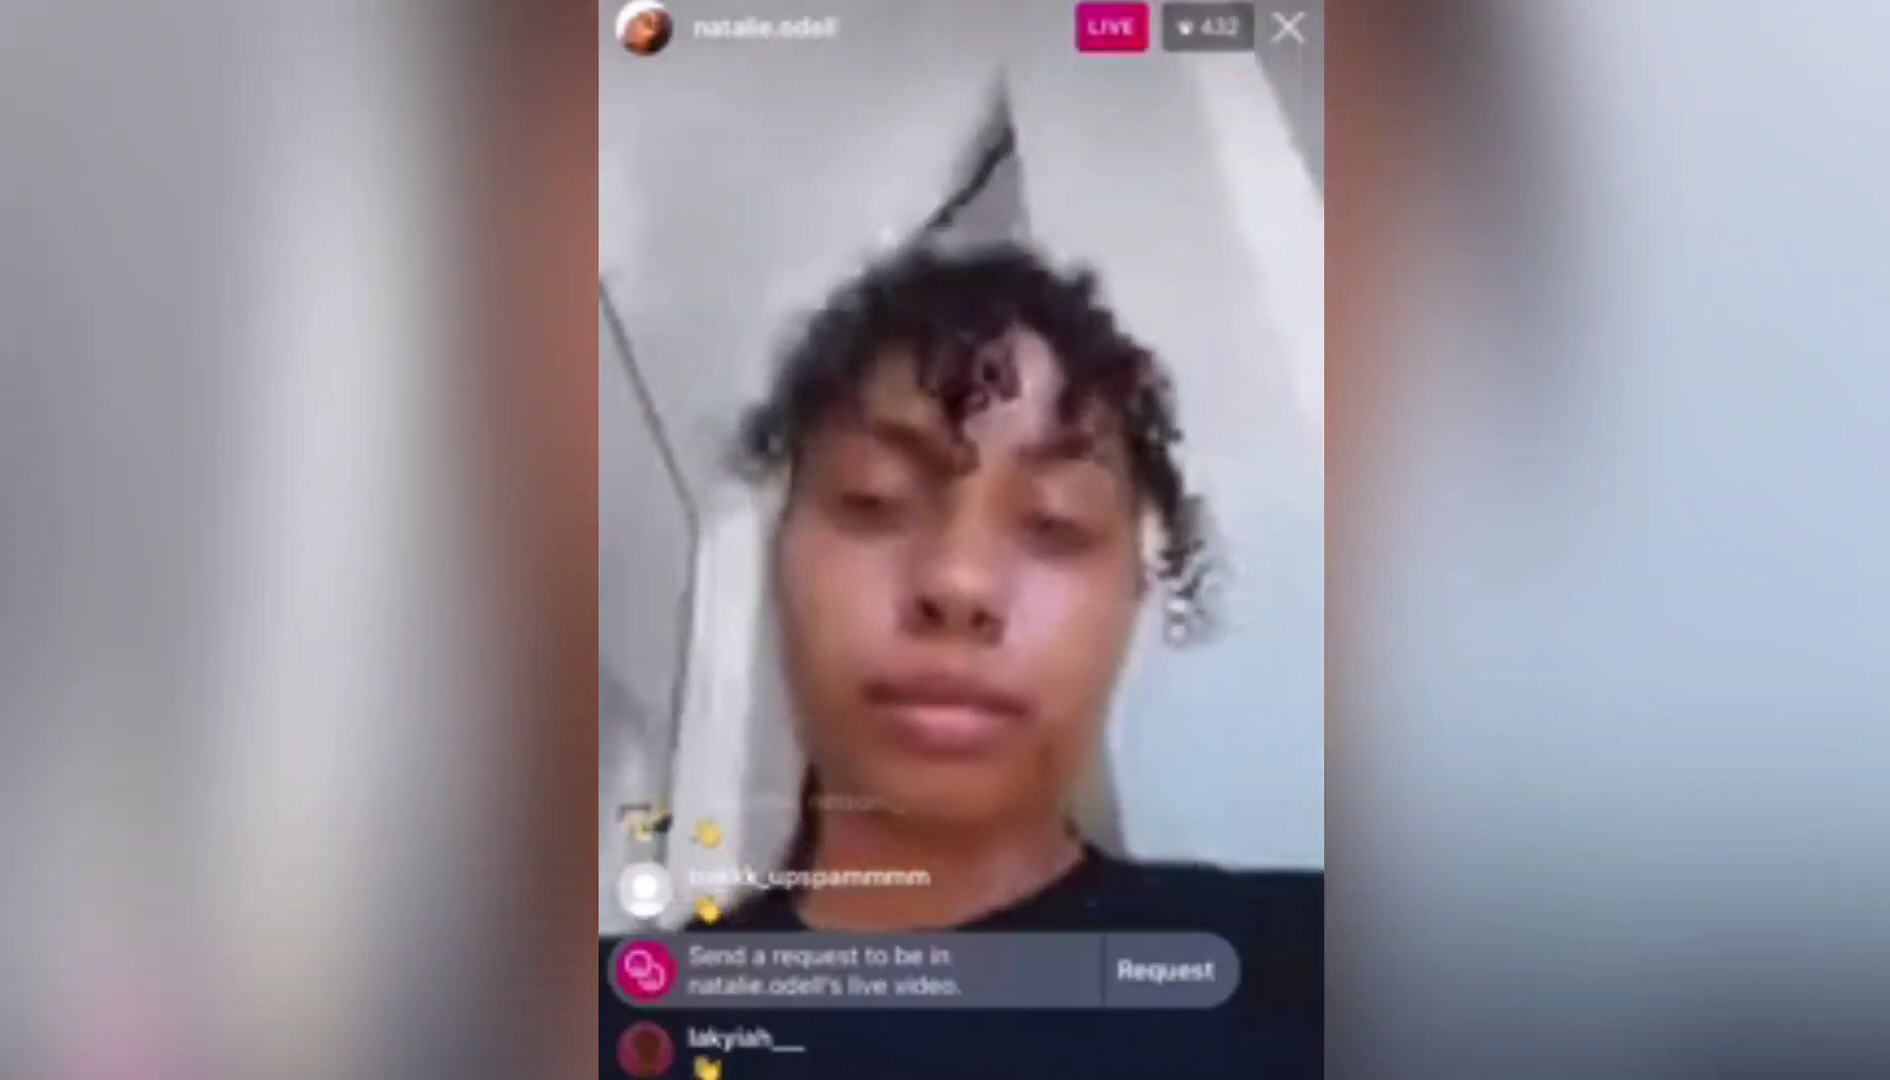 natalie.odell
LIVE
432
Send a request to be in
natalie.odell's live video.
Request
lakyiah__